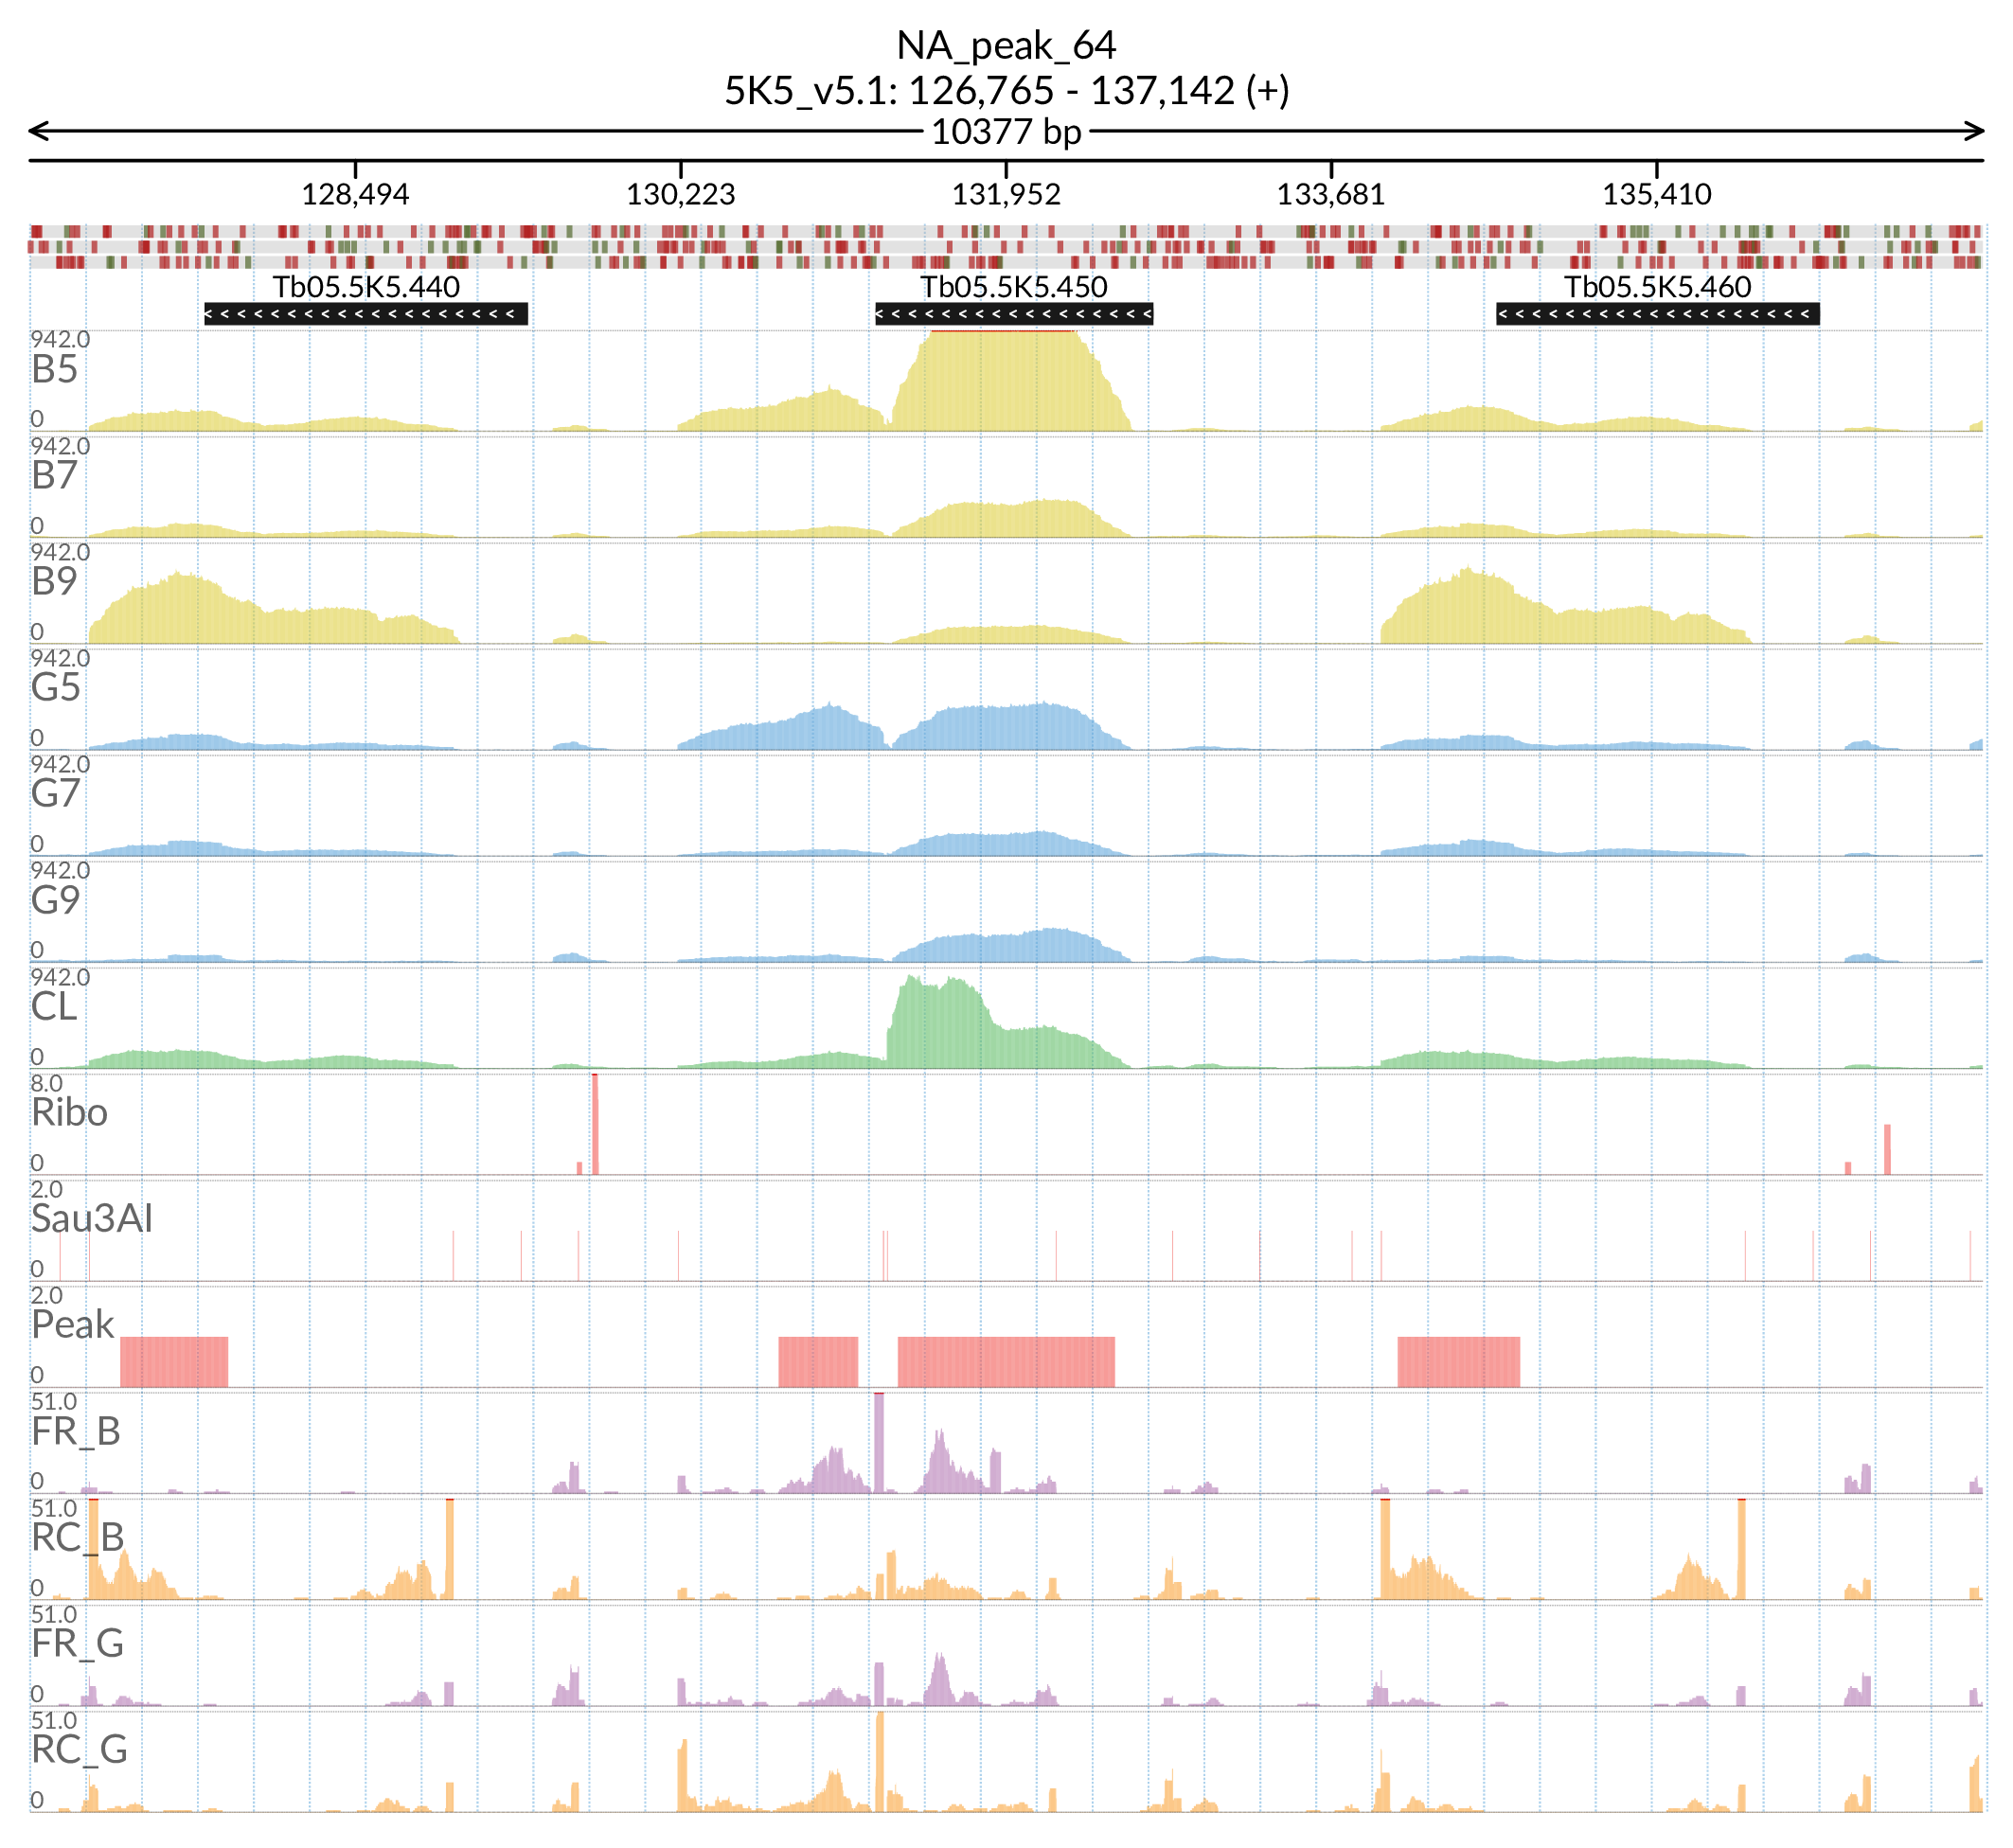 NA_peak_64
5K5_v5.1: 126,765 - 137,142 (+)
10377 bp
128,494 130,223 131,952 133,681 135,410
Tb05.5K5.440 Tb05.5K5.450 Tb05.5K5.460
942.0
B5
0
942.0
B7
0
942.0
B9
0
942.0
G5
0
942.0
G7
0
942.0
G9
0
942.0
CL
0
8.0
Ribo
0
2.0
Sau3AI
0
2.0
Peak
0
51.0
FR_B
0
51.0
RC_B
0
51.0
FR_G
0
51.0
RC_G
0